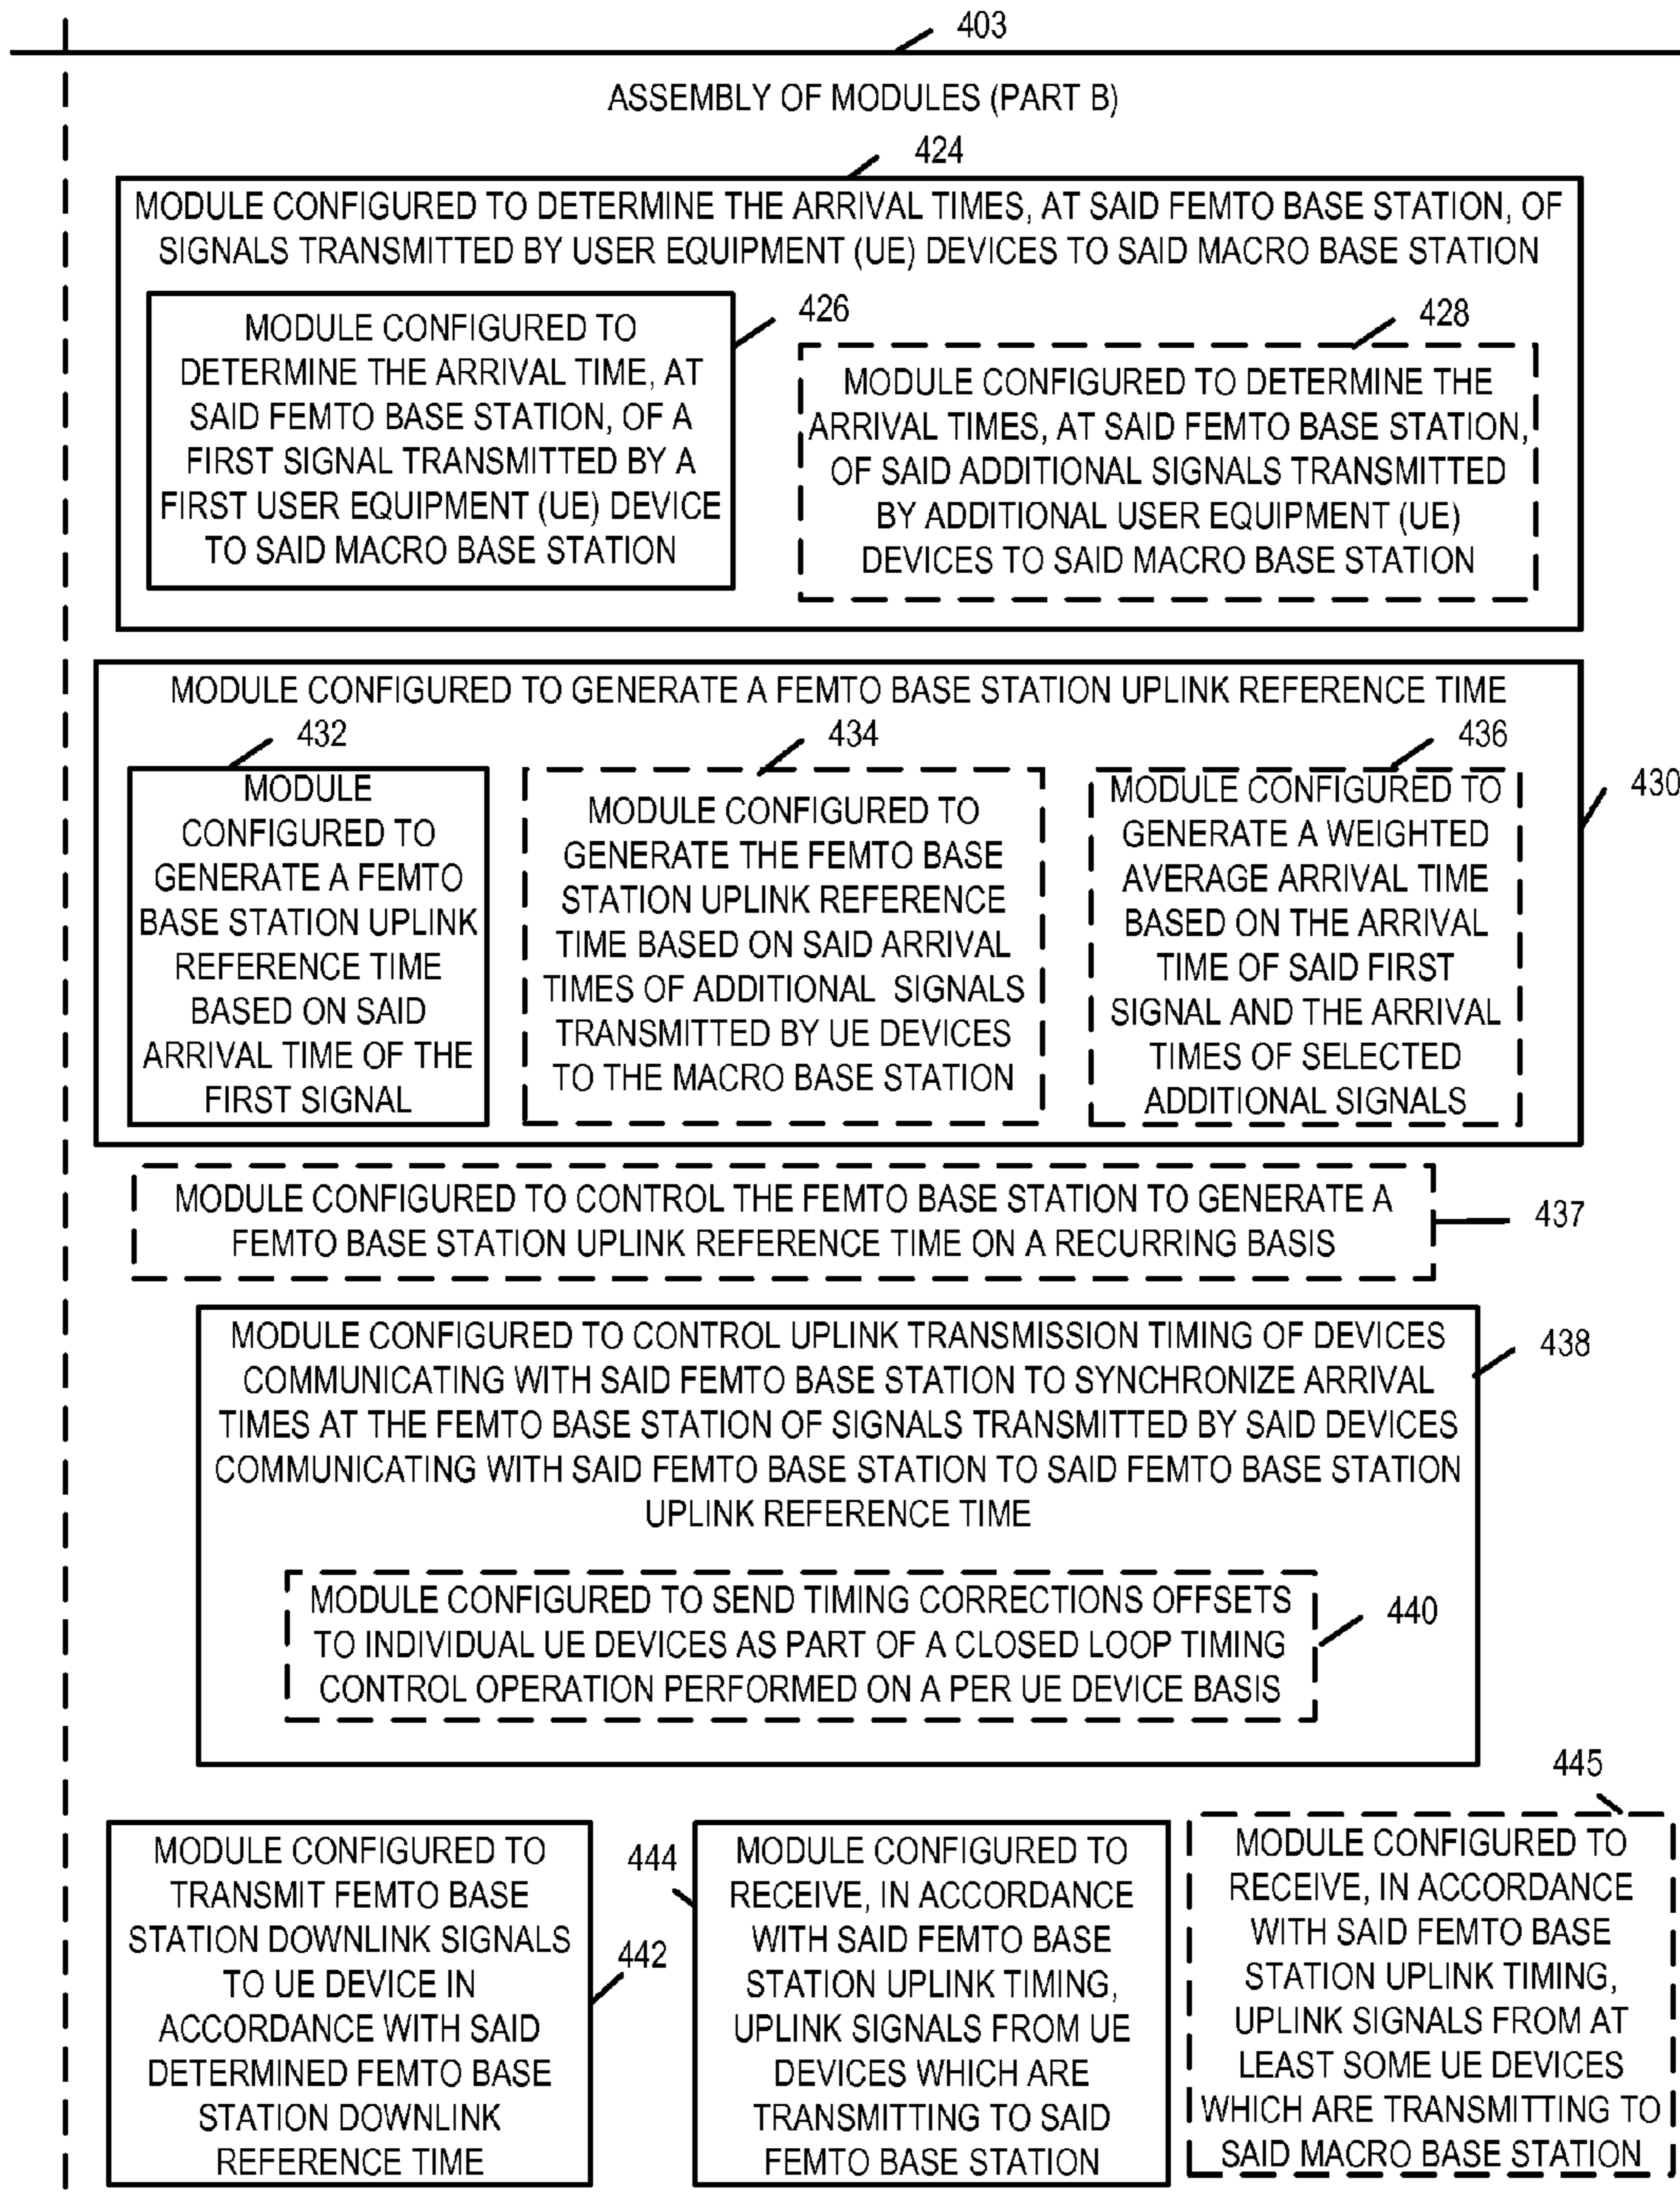 403
ASSEMBLY OF MODULES (PART B)
424
MODULE CONFIGURED TO DETERMINE THE ARRIVAL TIMES, AT SAID FEMTO BASE STATION, OF
SIGNALS TRANSMITTED BY USER EQUIPMENT (UE) DEVICES TO SAID MACRO BASE STATION
426
MODULE CONFIGURED TO
DETERMINE THE ARRIVAL TIME, AT
SAID FEMTO BASE STATION, OF A
FIRST SIGNAL TRANSMITTED BY A
FIRST USER EQUIPMENT (UE) DEVICE
TO SAID MACRO BASE STATION
428
MODULE CONFIGURED TO DETERMINE THE
ARRIVAL TIMES, AT SAID FEMTO BASE STATION,
OF SAID ADDITIONAL SIGNALS TRANSMITTED
BY ADDITIONAL USER EQUIPMENT (UE)
DEVICES TO SAID MACRO BASE STATION
MODULE CONFIGURED TO GENERATE A FEMTO BASE STATION UPLINK REFERENCE TIME
430
432
MODULE
CONFIGURED TO
GENERATE A FEMTO
BASE STATION UPLINK
REFERENCE TIME
BASED ON SAID
ARRIVAL TIME OF THE
FIRST SIGNAL
434
MODULE CONFIGURED TO
GENERATE THE FEMTO BASE
STATION UPLINK REFERENCE
TIME BASED ON SAID ARRIVAL
TIMES OF ADDITIONAL SIGNALS
TRANSMITTED BY UE DEVICES
TO THE MACRO BASE STATION
436
MODULE CONFIGURED TO
GENERATE A WEIGHTED
AVERAGE ARRIVAL TIME
BASED ON THE ARRIVAL
TIME OF SAID FIRST
SIGNAL AND THE ARRIVAL
TIMES OF SELECTED
ADDITIONAL SIGNALS
MODULE CONFIGURED TO CONTROL THE FEMTO BASE STATION TO GENERATE A
FEMTO BASE STATION UPLINK REFERENCE TIME ON A RECURRING BASIS
437
MODULE CONFIGURED TO CONTROL UPLINK TRANSMISSION TIMING OF DEVICES
COMMUNICATING WITH SAID FEMTO BASE STATION TO SYNCHRONIZE ARRIVAL
TIMES AT THE FEMTO BASE STATION OF SIGNALS TRANSMITTED BY SAID DEVICES
COMMUNICATING WITH SAID FEMTO BASE STATION TO SAID FEMTO BASE STATION
UPLINK REFERENCE TIME
438
MODULE CONFIGURED TO SEND TIMING CORRECTIONS OFFSETS
TO INDIVIDUAL UE DEVICES AS PART OF A CLOSED LOOP TIMING
CONTROL OPERATION PERFORMED ON A PER UE DEVICE BASIS
440
MODULE CONFIGURED TO
TRANSMIT FEMTO BASE
STATION DOWNLINK SIGNALS
TO UE DEVICE IN
ACCORDANCE WITH SAID
DETERMINED FEMTO BASE
STATION DOWNLINK
REFERENCE TIME
442
444
MODULE CONFIGURED TO
RECEIVE, IN ACCORDANCE
WITH SAID FEMTO BASE
STATION UPLINK TIMING,
UPLINK SIGNALS FROM UE
DEVICES WHICH ARE
TRANSMITTING TO SAID
FEMTO BASE STATION
445
MODULE CONFIGURED TO
RECEIVE, IN ACCORDANCE
WITH SAID FEMTO BASE
STATION UPLINK TIMING,
UPLINK SIGNALS FROM AT
LEAST SOME UE DEVICES
WHICH ARE TRANSMITTING TO
SAID MACRO BASE STATION